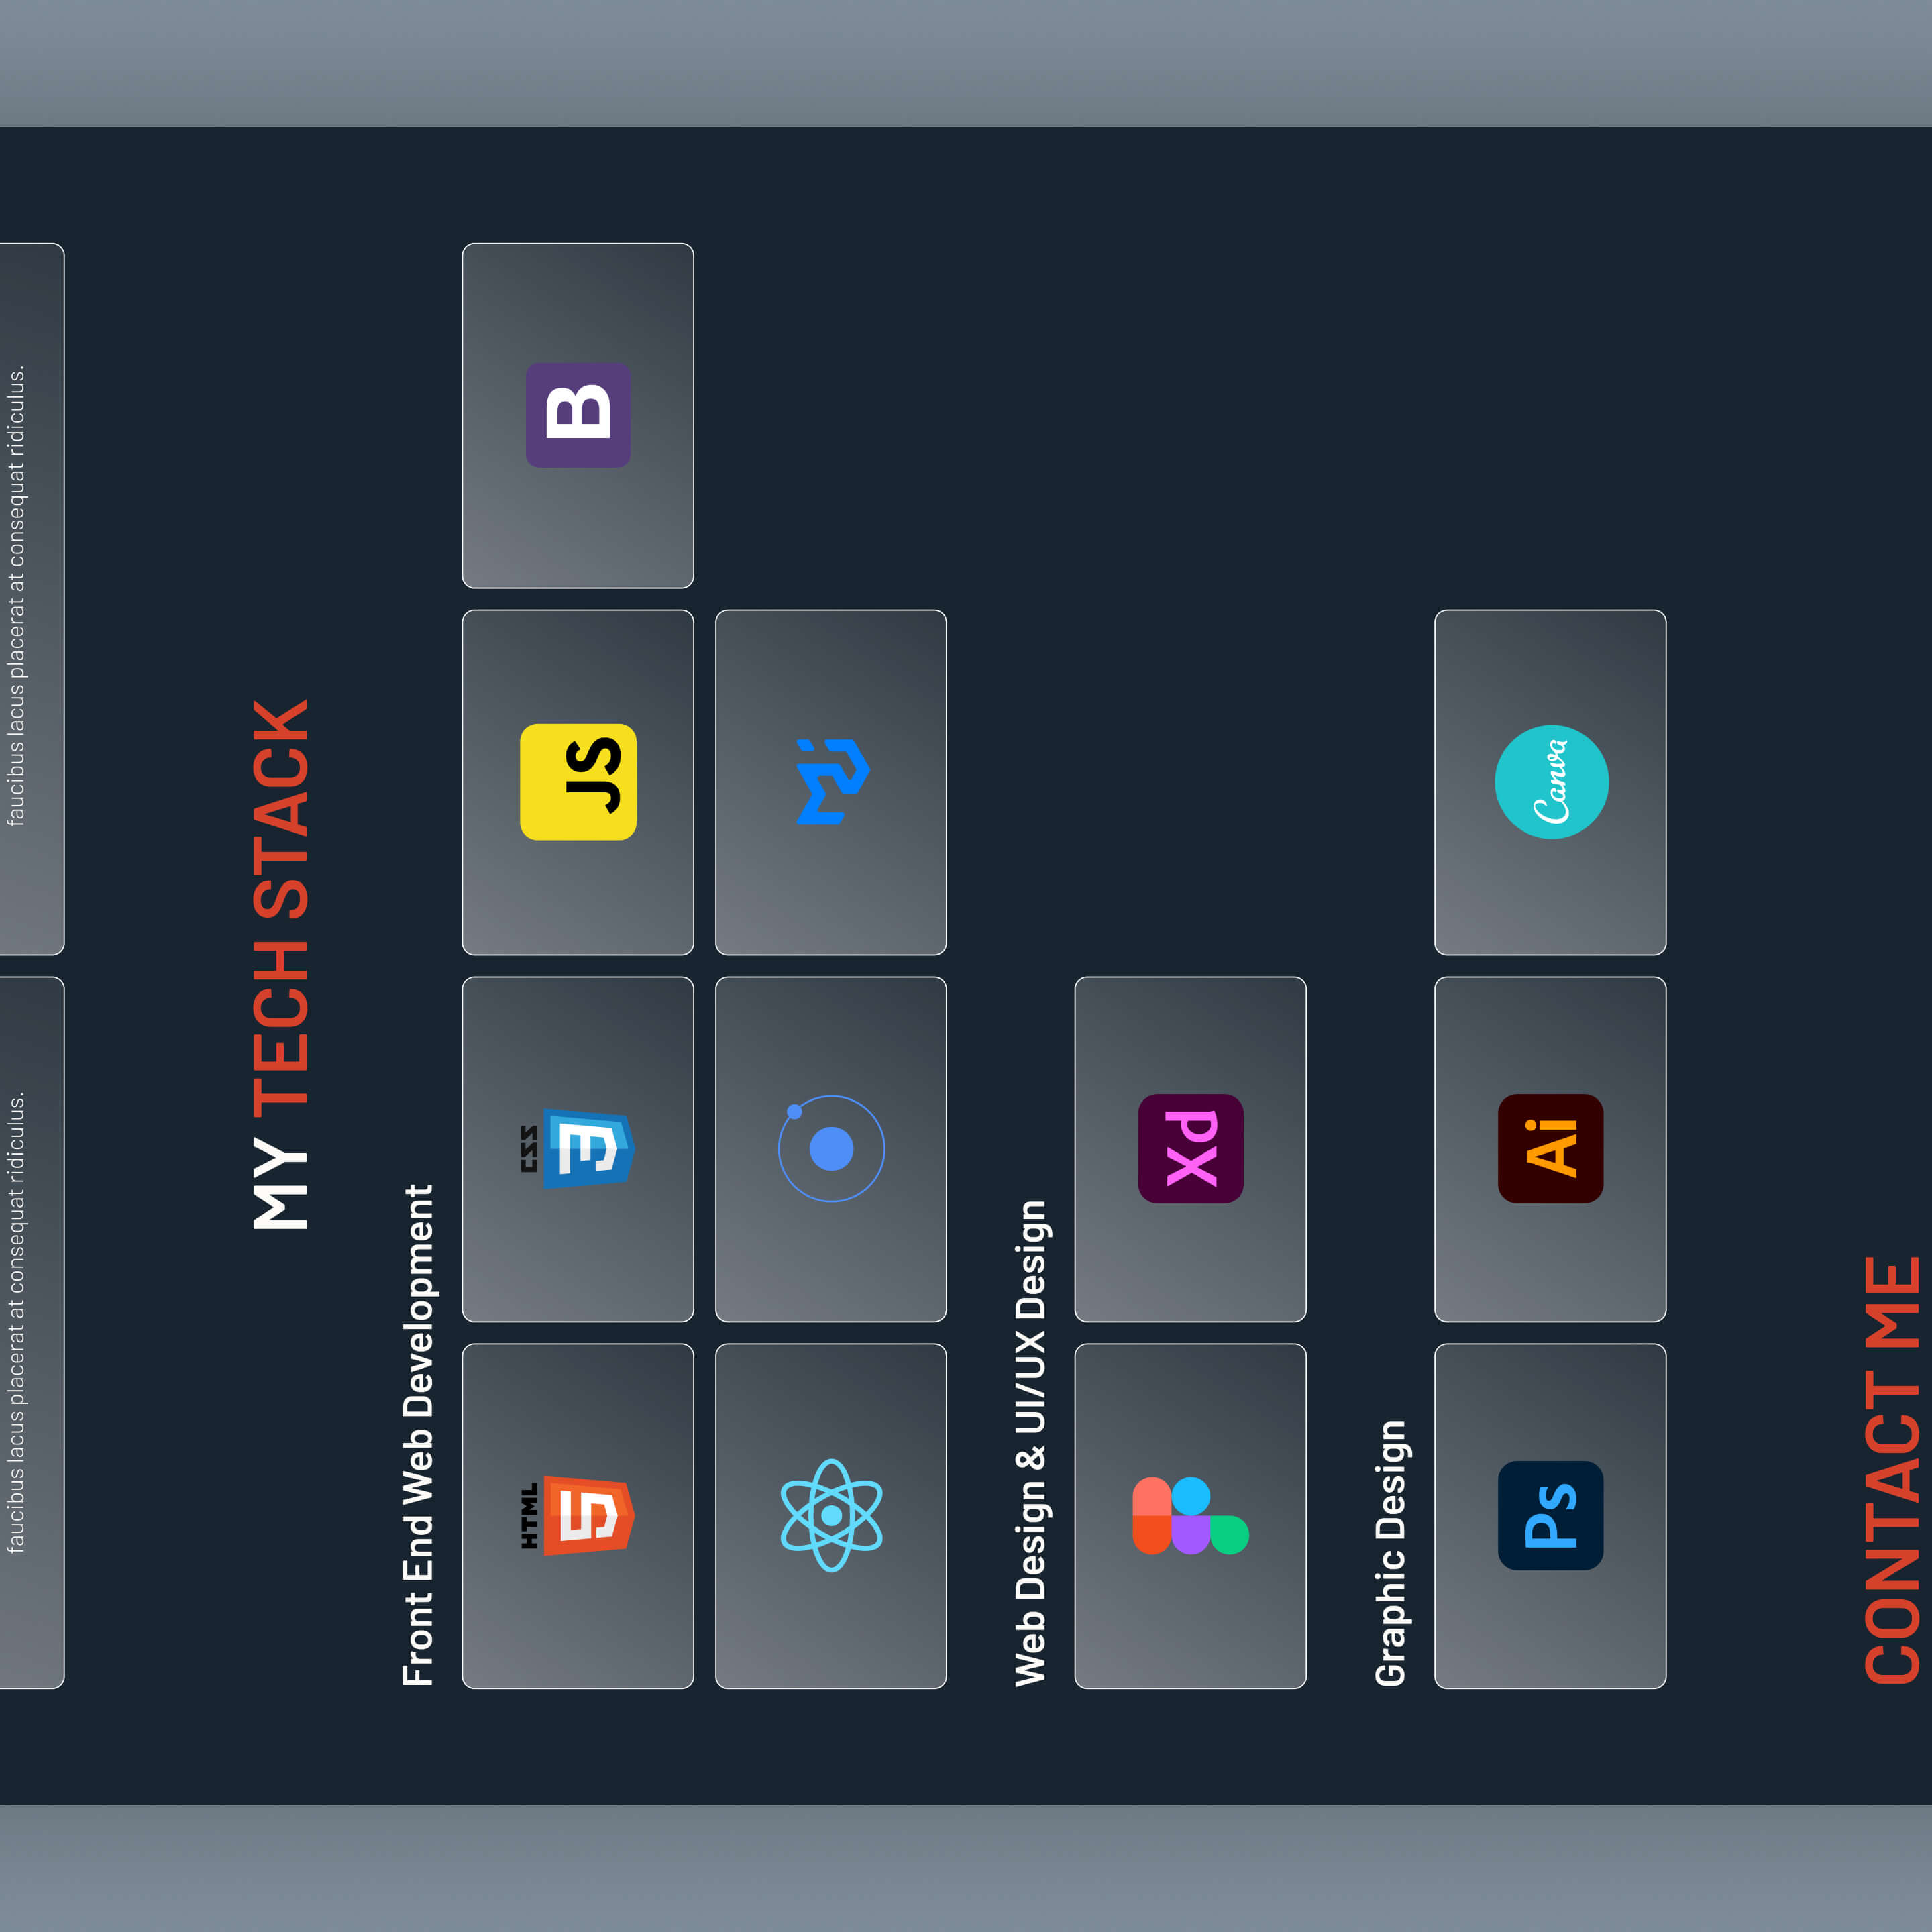 faucibus lacus placerat at consequat ridiculus.
faucibus lacus placerat at consequat ridiculus.
MY TECH STACK
Front End Web Development
HTML
5
CSS
3
JS
B
Web Design & UI/UX Design
Xd
Graphic Design
Ps
Ai
Canva
CONTACT ME